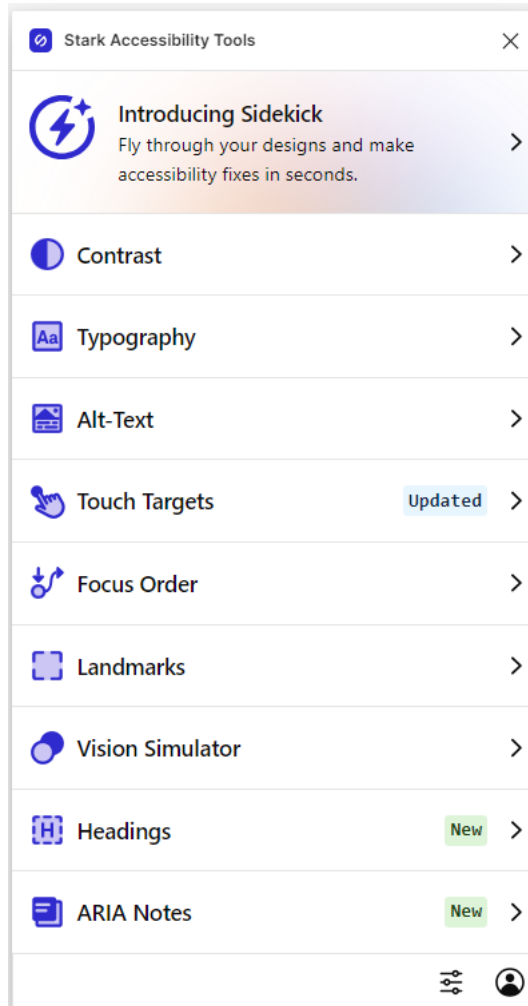 Stark Accessibility Tools
Introducing Sidekick
Fly through your designs and make
accessibility fixes in seconds.
Contrast
Aa Typography
Alt-Text
Touch Targets Updated
Focus Order
Landmarks
Vision Simulator
H Headings New
ARIA Notes New